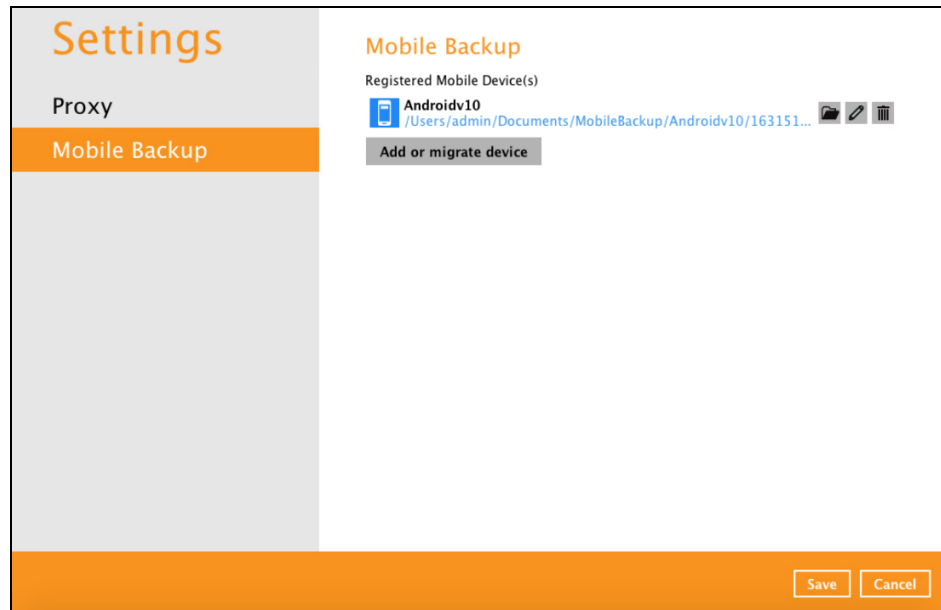 Settings
Proxy
Mobile Backup
Mobile Backup
Registered Mobile Device(s)
Androidv10
/Users/admin/Documents/MobileBackup/Androidv10/163151...
Add or migrate device
Save
Cancel